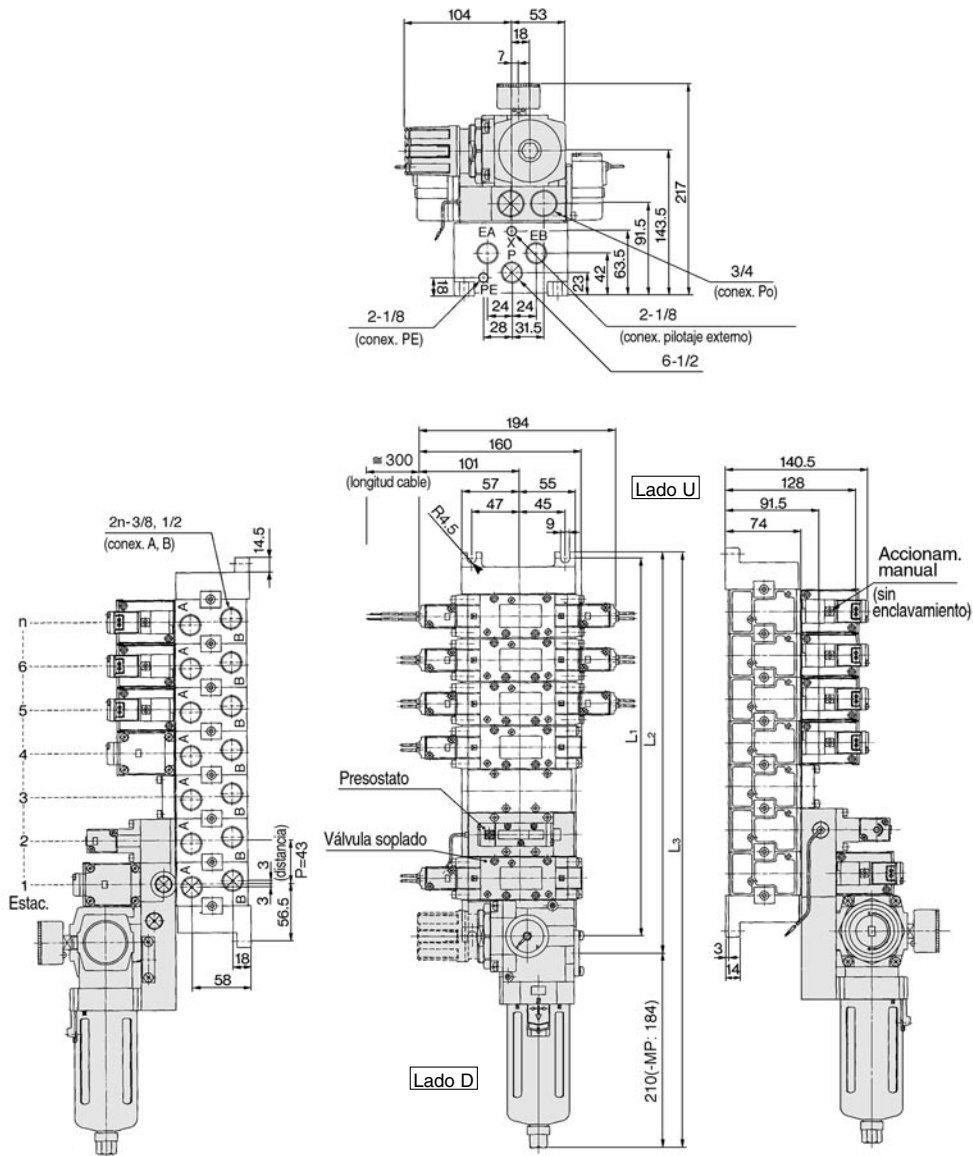 104
53
18
7
217
143.5
91.5
63.5
42
23
18
EA
EB
X
P
PE
24 24
28 31.5
3/4
(conex. Po)
2-1/8
(conex. PE)
2-1/8
(conex. pilotaje externo)
6-1/2
194
160
≅ 300
(longitud cable)
101
57
55
47
45
9
R4.5
Lado U
140.5
128
91.5
74
Accionam.
manual
(sin
enclavamiento)
2n-3/8, 1/2
(conex. A, B)
14.5
n
6
5
4
3
2
1
Estac.
A
B
A
B
A
B
A
B
A
B
A
B
A
B
3
3
P=43
(distancia)
56.5
18
58
Presostato
Válvula soplado
L1
L2
L3
210(-MP: 184)
Lado D
3
14